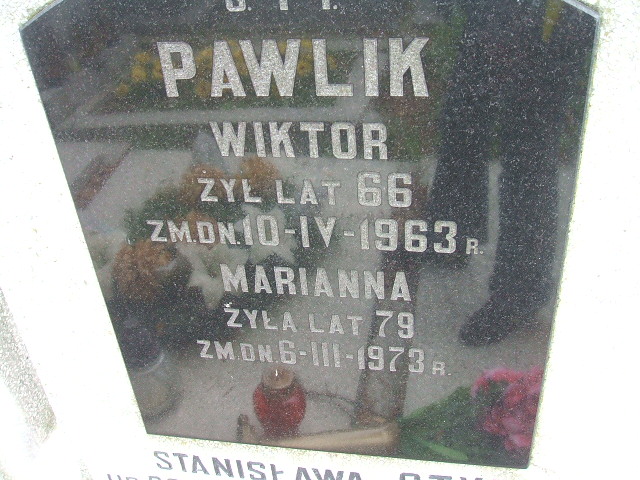 PAWLIK
WIKTOR
ŻYŁ LAT 66
ZM.DN.10-IV-1963 R.
MARIANNA
ŻYŁA LAT 79
ZM.DN.6-III-1973 R.
STANISŁAWA